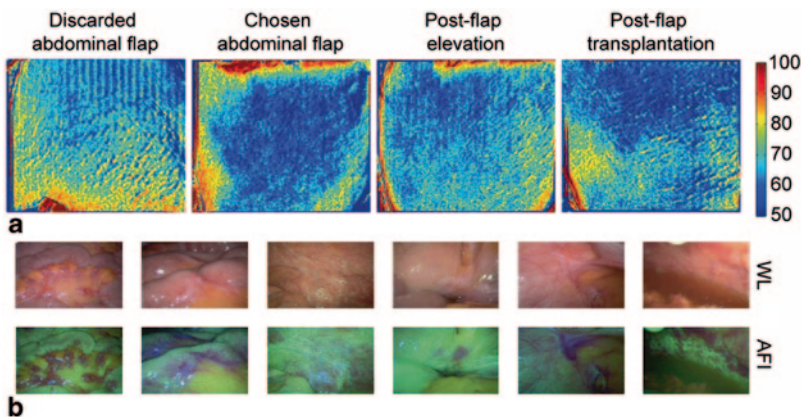 Discarded
abdominal flap
Chosen
abdominal flap
Post-flap
elevation
Post-flap
transplantation
100
90
80
70
60
50
a
WL
AFI
b